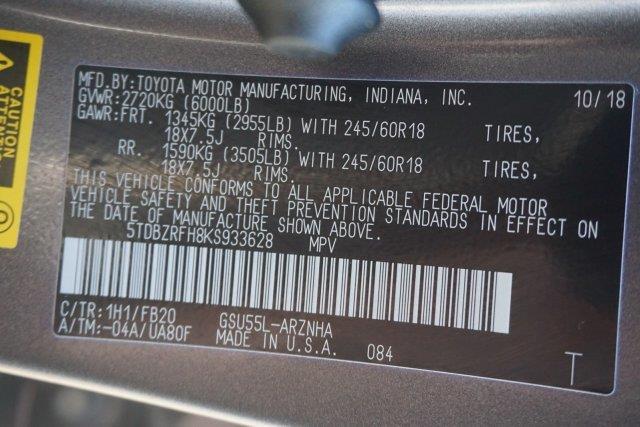 CAUTION
MFD.BY:TOYOTA MOTOR MANUFACTURING, INDIANA, INC. 10/18
GVWR:2720KG (6000LB)
GAWR:FRT. 1345KG (2955LB) WITH 245/60R18 TIRES,
18X7.5J RIMS.
RR. 1590KG (3505LB) WITH 245/60R18 TIRES,
18X7.5J RIMS.
THIS VEHICLE CONFORMS TO ALL APPLICABLE FEDERAL MOTOR
VEHICLE SAFETY AND THEFT PREVENTION STANDARDS IN EFFECT ON
THE DATE OF MANUFACTURE SHOWN ABOVE.
5TDBZRFH8KS933628 MPV
C/TR:1H1/FB20 GSU55L-ARZNHA
A/TM:-04A/UA80F MADE IN U.S.A. 084
T